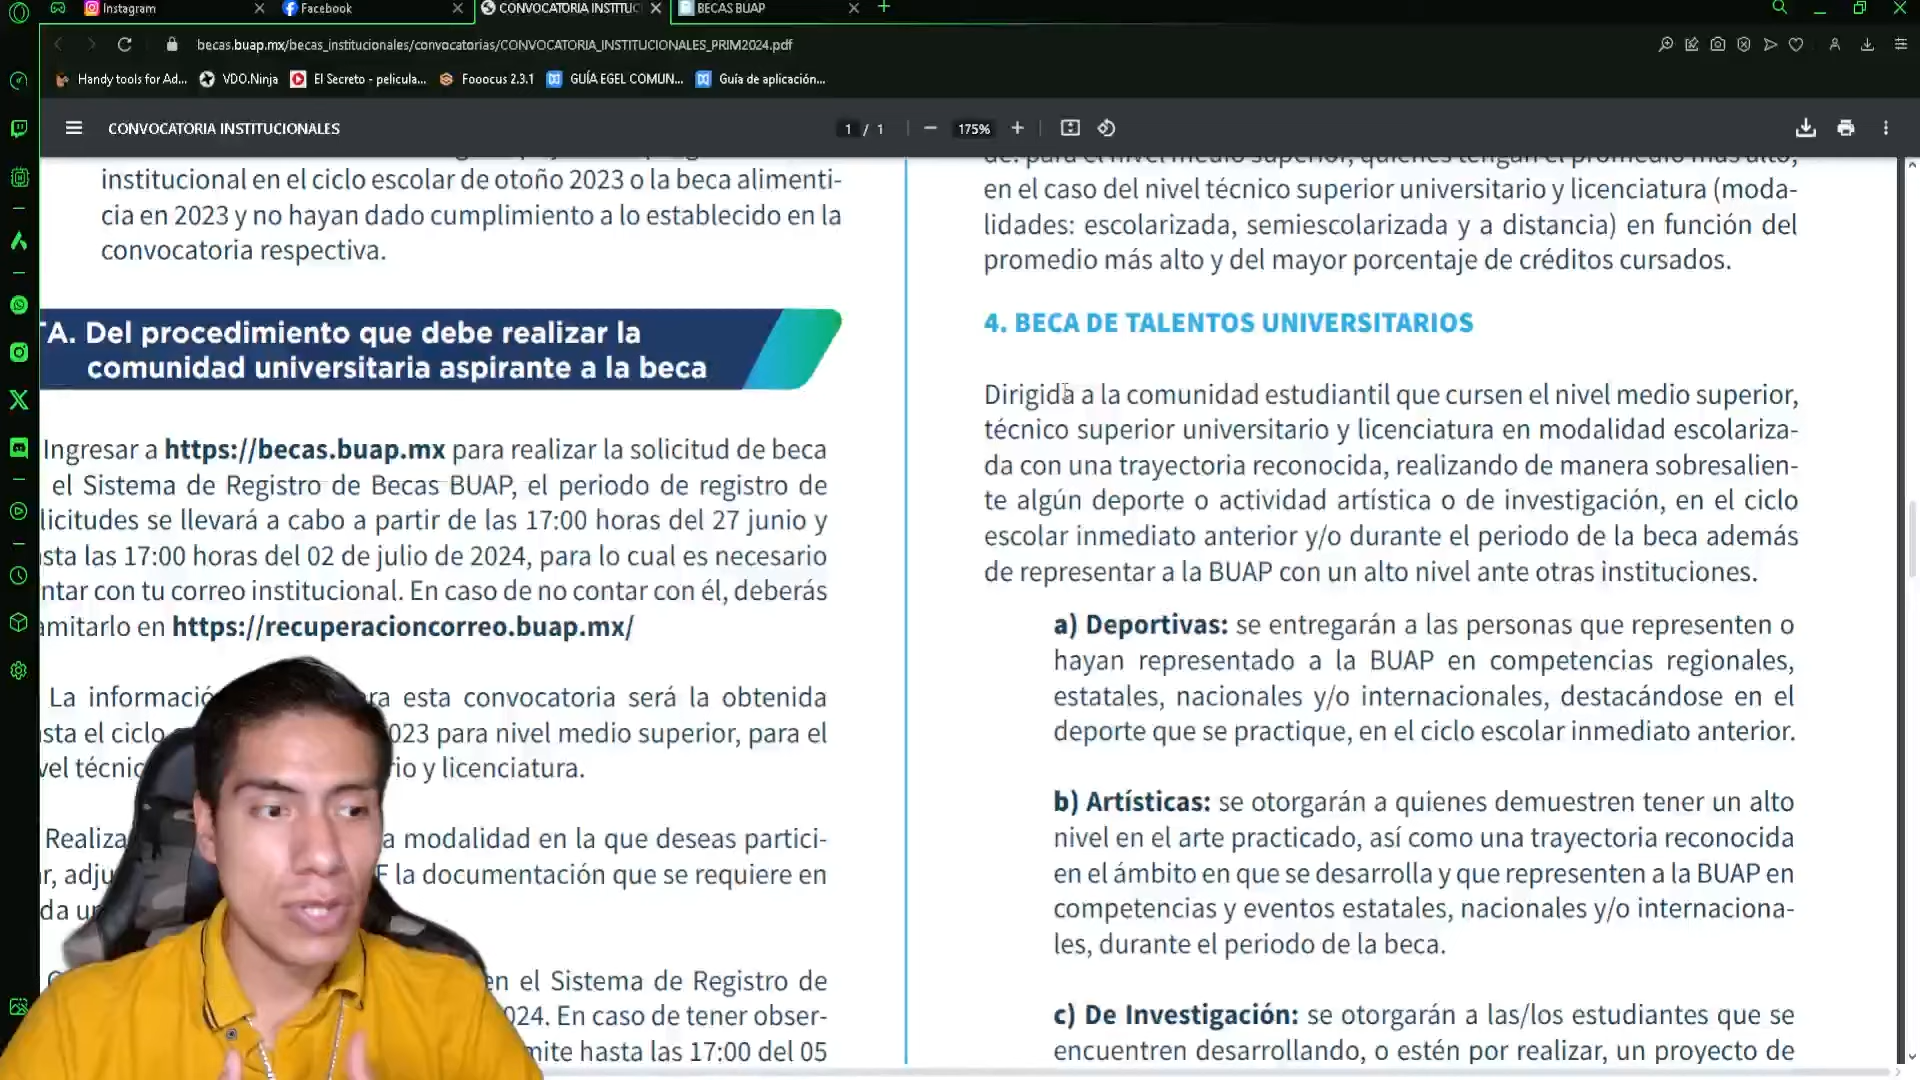 Instagram
Facebook
CONVOCATORIA INSTITUC
BECAS BUAP
becas.buap.mx/becas_institucionales/convocatorias/CONVOCATORIA_INSTITUCIONALES_PRIM2024.pdf
Handy tools for Ad...
VDO.Ninja
El Secreto - película...
Fooocus 2.3.1
GUÍA EGEL COMUN...
Guía de aplicación...
CONVOCATORIA INSTITUCIONALES
1 / 1
175%
institucional en el ciclo escolar de otoño 2023 o la beca alimenti-
cia en 2023 y no hayan dado cumplimiento a lo establecido en la
convocatoria respectiva.
TA. Del procedimiento que debe realizar la
comunidad universitaria aspirante a la beca
Ingresar a https://becas.buap.mx para realizar la solicitud de beca
el Sistema de Registro de Becas BUAP, el periodo de registro de
licitudes se llevará a cabo a partir de las 17:00 horas del 27 junio y
sta las 17:00 horas del 02 de julio de 2024, para lo cual es necesario
ntar con tu correo institucional. En caso de no contar con él, deberás
amitarlo en https://recuperacioncorreo.buap.mx/
La informació ra esta convocatoria será la obtenida
sta el ciclo 023 para nivel medio superior, para el
vel técnic rio y licenciatura.
Realiza a modalidad en la que deseas partici-
r, adju F la documentación que se requiere en
da u
en el Sistema de Registro de
024. En caso de tener obser-
mite hasta las 17:00 del 05
de: para el nivel medio superior, quienes tengan el promedio más alto,
en el caso del nivel técnico superior universitario y licenciatura (moda-
lidades: escolarizada, semiescolarizada y a distancia) en función del
promedio más alto y del mayor porcentaje de créditos cursados.
4. BECA DE TALENTOS UNIVERSITARIOS
Dirigida a la comunidad estudiantil que cursen el nivel medio superior,
técnico superior universitario y licenciatura en modalidad escolariza-
da con una trayectoria reconocida, realizando de manera sobresalien-
te algún deporte o actividad artística o de investigación, en el ciclo
escolar inmediato anterior y/o durante el periodo de la beca además
de representar a la BUAP con un alto nivel ante otras instituciones.
a) Deportivas: se entregarán a las personas que representen o
hayan representado a la BUAP en competencias regionales,
estatales, nacionales y/o internacionales, destacándose en el
deporte que se practique, en el ciclo escolar inmediato anterior.
b) Artísticas: se otorgarán a quienes demuestren tener un alto
nivel en el arte practicado, así como una trayectoria reconocida
en el ámbito en que se desarrolla y que representen a la BUAP en
competencias y eventos estatales, nacionales y/o internaciona-
les, durante el periodo de la beca.
c) De Investigación: se otorgarán a las/los estudiantes que se
encuentren desarrollando, o estén por realizar, un proyecto de